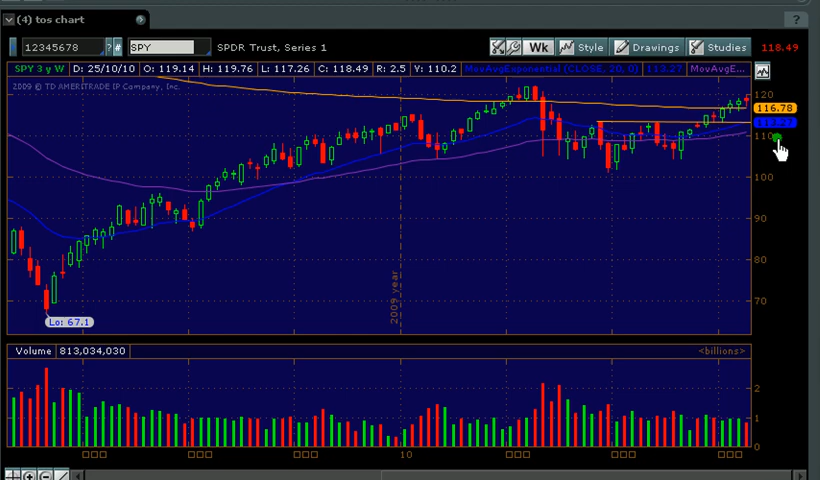 (4) tos chart
?
12345678 ? # SPY SPDR Trust, Series 1 Wk Style Drawings Studies 118.49
SPY 3 y W D: 25/10/10 O: 119.14 H: 119.76 L: 117.26 C: 118.49 R: 2.5 Y: 110.2 MovAvgExponential (CLOSE, 20, 0) 113.27 MovAvgE...
2009 © TD AMERITRADE IP Company, Inc.
120
116.78
113.27
110
100
90
80
70
2009 year
Lo: 67.1
Volume 813,034,030 <billions>
2
1
0
10